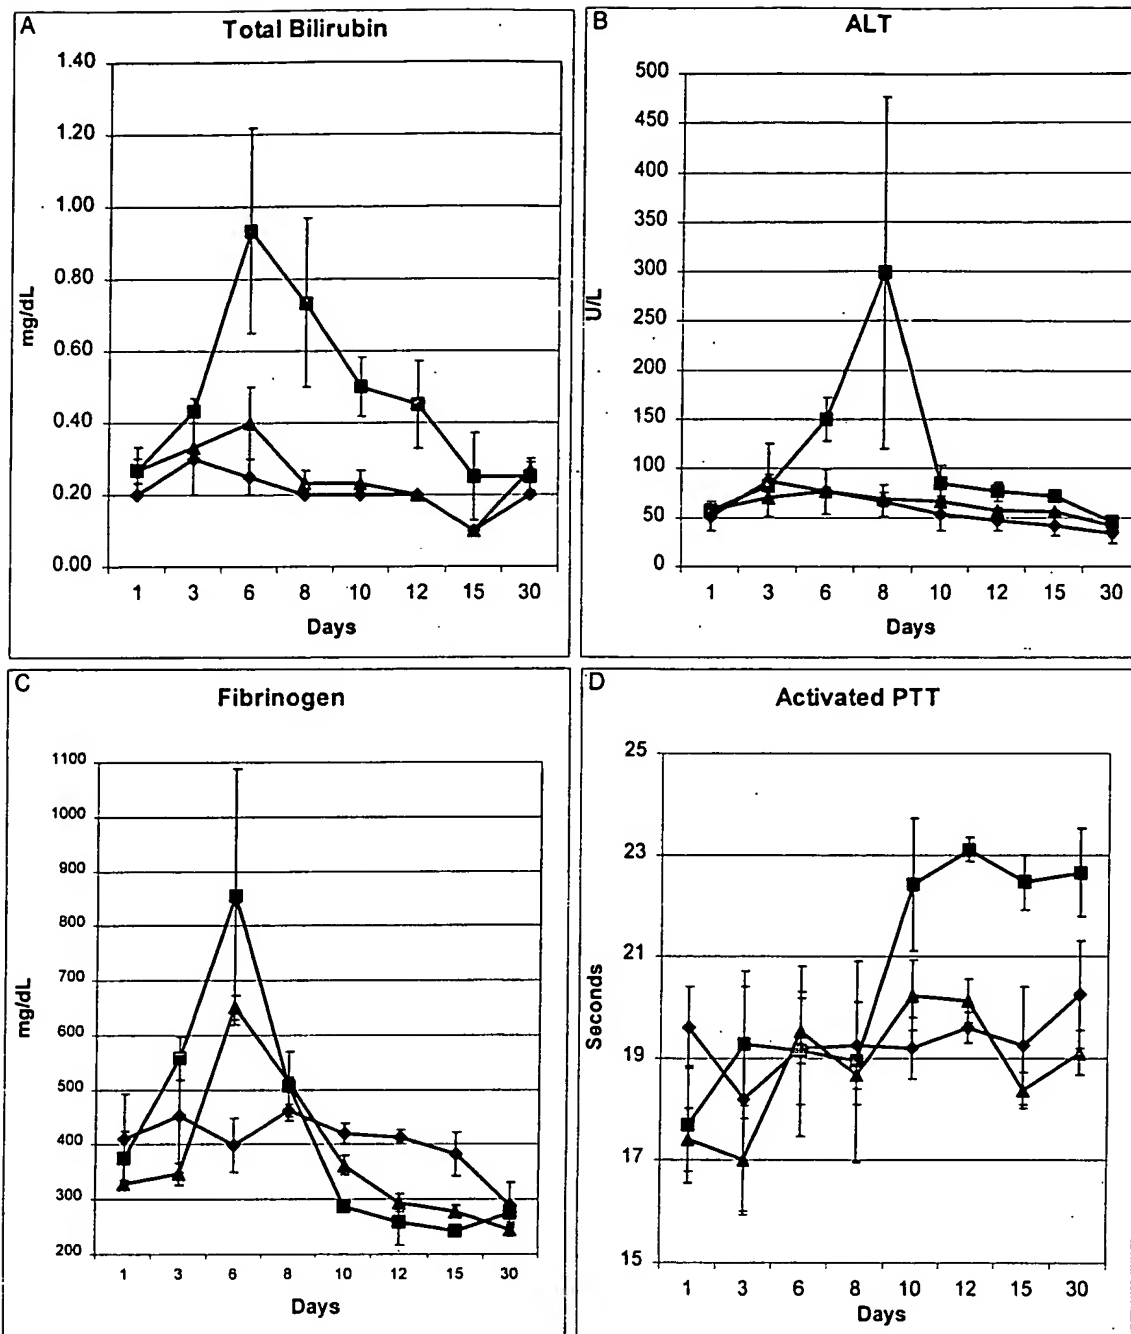 A
Total Bilirubin
1.40
1.20
1.00
0.80
0.60
0.40
0.20
0.00
mg/dL
1 3 6 8 10 12 15 30
Days
B
ALT
500
450
400
350
300
250
200
150
100
50
0
U/L
1 3 6 8 10 12 15 30
Days
C
Fibrinogen
1100
1000
900
800
700
600
500
400
300
200
mg/dL
1 3 6 8 10 12 15 30
Days
D
Activated PTT
25
23
21
19
17
15
Seconds
1 3 6 8 10 12 15 30
Days